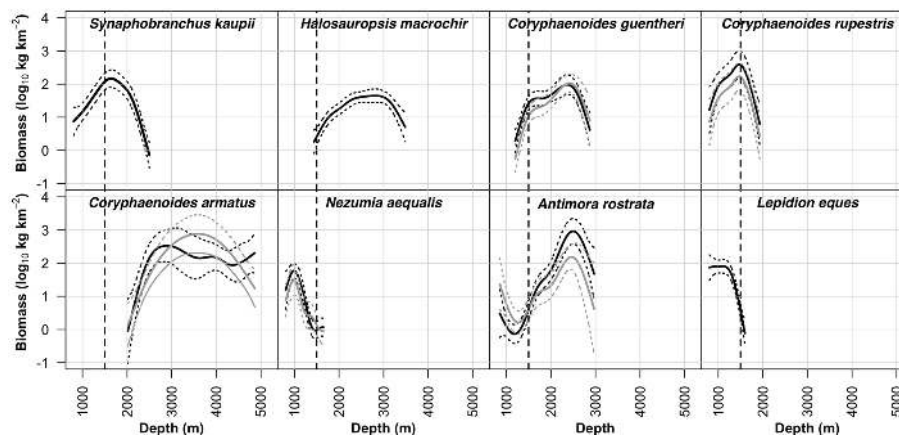 Synaphobranchus kaupii
Halosauropsis macrochir
Coryphaenoides guentheri
Coryphaenoides rupestris
Biomass (log10 kg km−2)
4
3
2
1
0
-1
Coryphaenoides armatus
Nezumia aequalis
Antimora rostrata
Lepidion eques
Biomass (log10 kg km−2)
4
3
2
1
0
-1
1000 2000 3000 4000 5000 1000 2000 3000 4000 5000 1000 2000 3000 4000 5000 1000 2000 3000 4000 5000
Depth (m) Depth (m) Depth Depth (m)